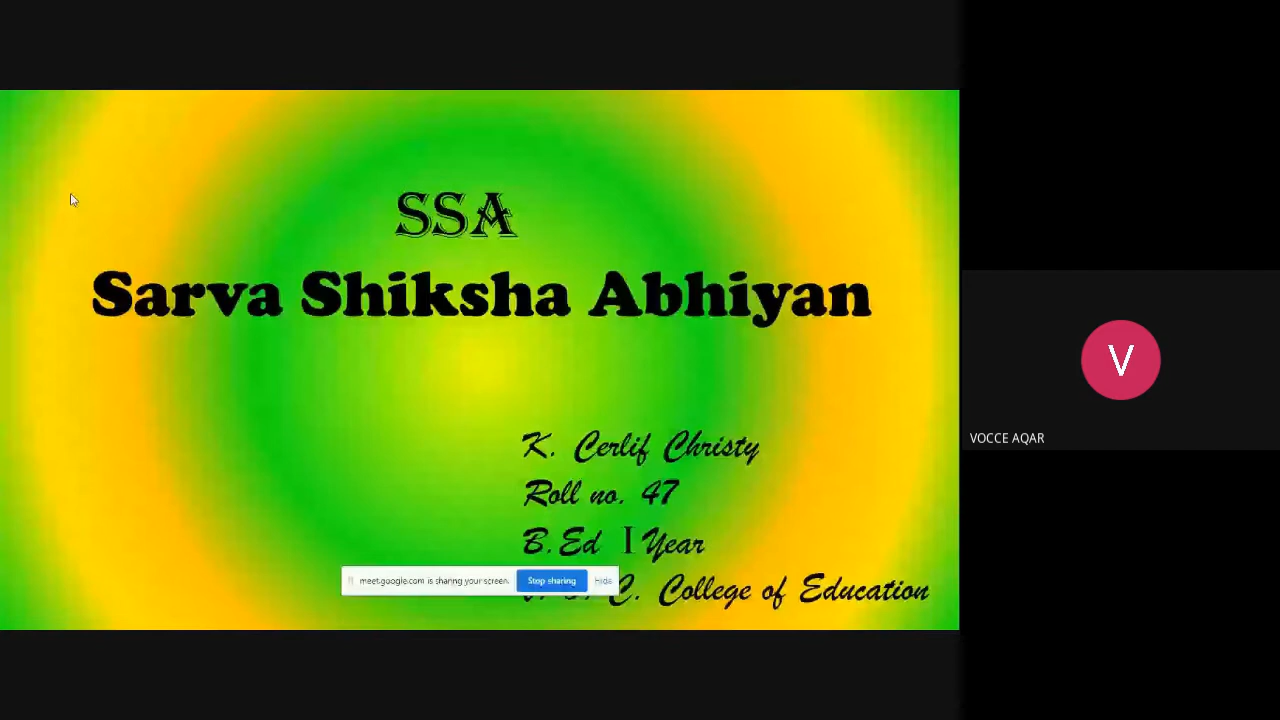 SSA
Sarva Shiksha Abhiyan
K. Cerlif Christy
Roll no. 47
B.Ed I Year
meet.google.com is sharing your screen.
Stop sharing
Hide
C. College of Education
V
VOCCE AQAR